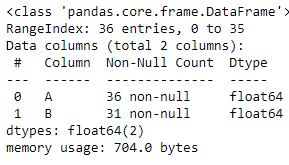 <class 'pandas.core.frame.DataFrame'>
RangeIndex: 36 entries, 0 to 35
Data columns (total 2 columns):
 #   Column  Non-Null Count  Dtype
---  ------  --------------  -----
 0   A       36 non-null     float64
 1   B       31 non-null     float64
dtypes: float64(2)
memory usage: 704.0 bytes